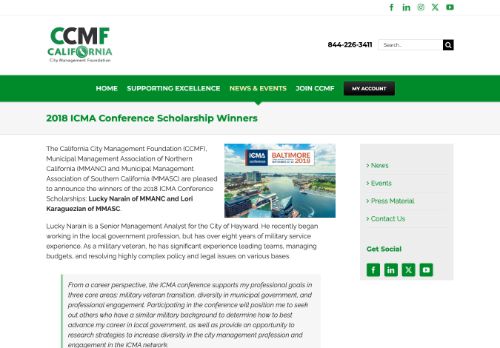 CCMF
CALIFORNIA
City Management Foundation
844-226-3411
Search...
HOME SUPPORTING EXCELLENCE NEWS & EVENTS JOIN CCMF MY ACCOUNT
2018 ICMA Conference Scholarship Winners
The California City Management Foundation (CCMF),
Municipal Management Association of Northern
California (MMANC) and Municipal Management
Association of Southern California (MMASC) are pleased
to announce the winners of the 2018 ICMA Conference
Scholarships: Lucky Narain of MMANC and Lori
Karaguezian of MMASC.
ICMA
conference
BALTIMORE
2018
Lucky Narain is a Senior Management Analyst for the City of Hayward. He recently began
working in the local government profession, but has over eight years of military service
experience. As a military veteran, he has significant experience leading teams, managing
budgets, and resolving highly complex policy and legal issues on various bases.
From a career perspective, the ICMA conference supports my professional goals in
three core areas: military veteran transition, diversity in municipal government, and
professional engagement. Participating in the conference will position me to seek
out others who have a similar military background to determine how to best
advance my career in local government, as well as provide an opportunity to
research strategies to increase diversity in the city management profession and
engagement in the ICMA network.
> News
> Events
> Press Material
> Contact Us
Get Social